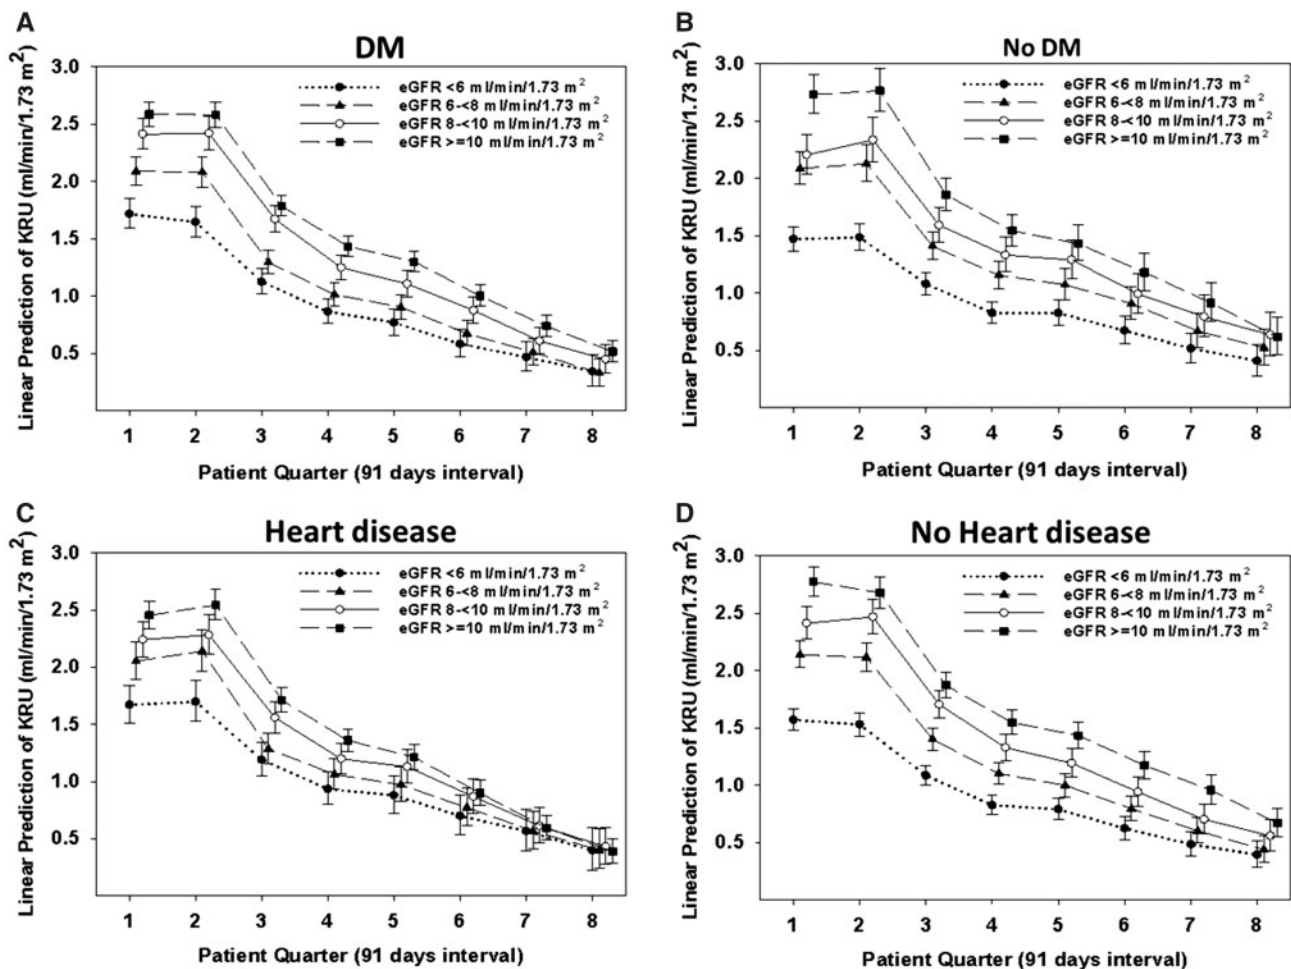 A
DM
Linear Prediction of KRU (ml/min/1.73 m²)
3.0
2.5
2.0
1.5
1.0
0.5
eGFR <6 ml/min/1.73 m²
eGFR 6-<8 ml/min/1.73 m²
eGFR 8-<10 ml/min/1.73 m²
eGFR >=10 ml/min/1.73 m²
1 2 3 4 5 6 7 8
Patient Quarter (91 days interval)
B
No DM
Linear Prediction of KRU (ml/min/1.73 m²)
3.0
2.5
2.0
1.5
1.0
0.5
eGFR <6 ml/min/1.73 m²
eGFR 6-<8 ml/min/1.73 m²
eGFR 8-<10 ml/min/1.73 m²
eGFR >=10 ml/min/1.73 m²
1 2 3 4 5 6 7 8
Patient Quarter (91 days interval)
C
Heart disease
Linear Prediction of KRU (ml/min/1.73 m²)
3.0
2.5
2.0
1.5
1.0
0.5
eGFR <6 ml/min/1.73 m²
eGFR 6-<8 ml/min/1.73 m²
eGFR 8-<10 ml/min/1.73 m²
eGFR >=10 ml/min/1.73 m²
1 2 3 4 5 6 7 8
Patient Quarter (91 days interval)
D
No Heart disease
Linear Prediction of KRU (ml/min/1.73 m²)
3.0
2.5
2.0
1.5
1.0
0.5
eGFR <6 ml/min/1.73 m²
eGFR 6-<8 ml/min/1.73 m²
eGFR 8-<10 ml/min/1.73 m²
eGFR >=10 ml/min/1.73 m²
1 2 3 4 5 6 7 8
Patient Quarter (91 days interval)